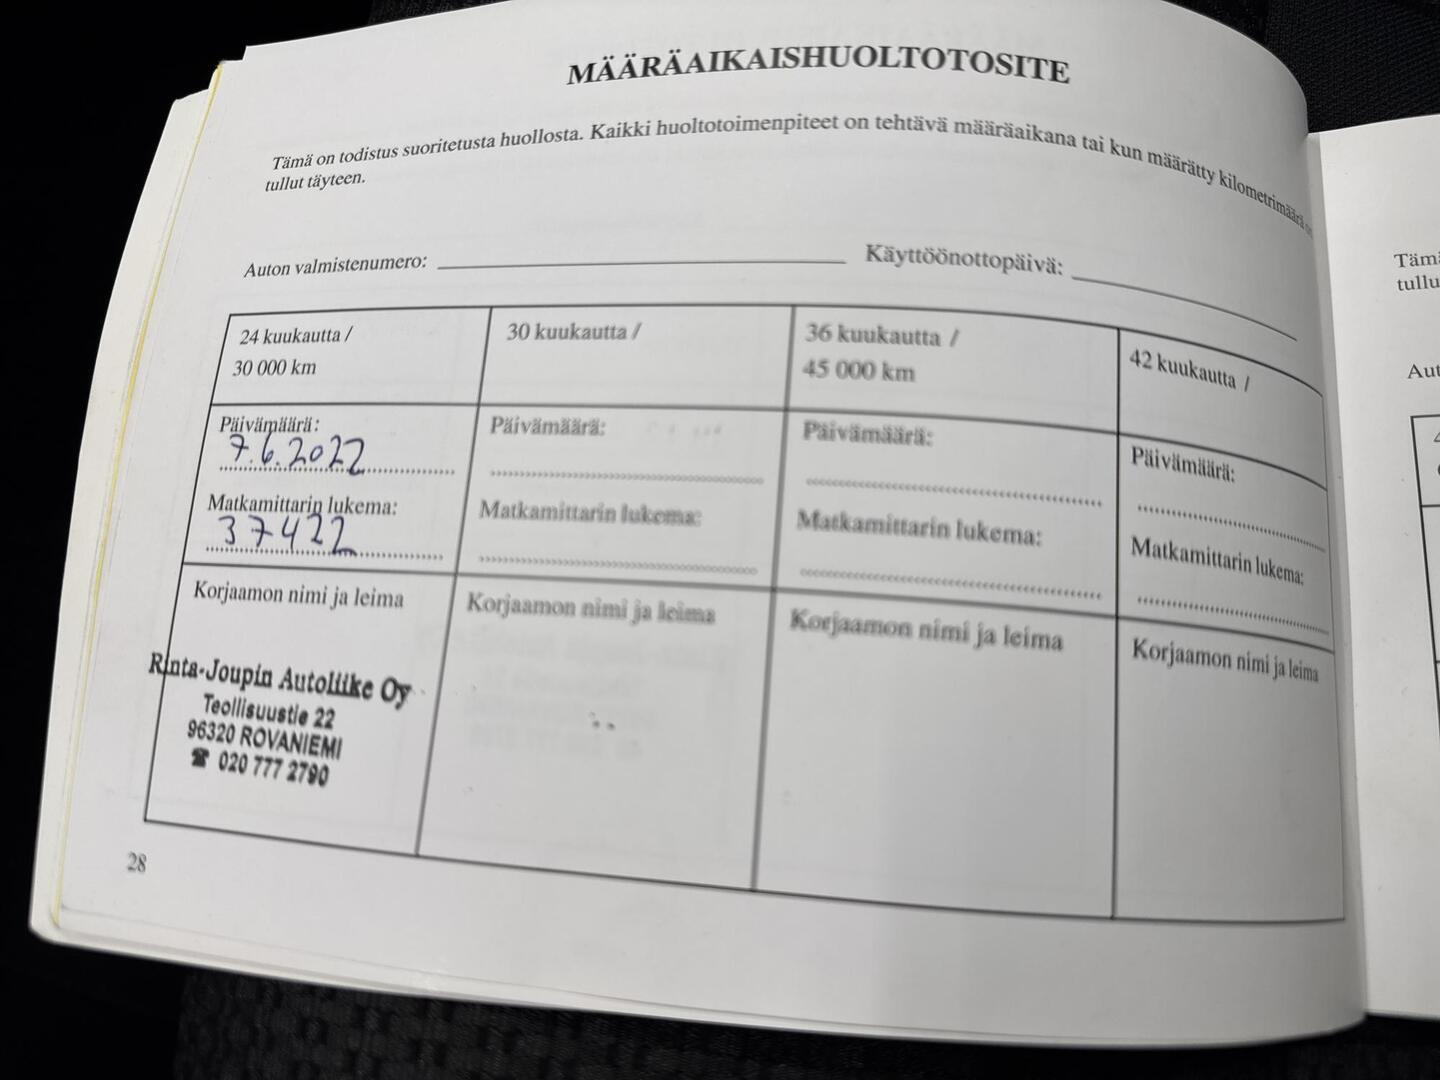 MÄÄRÄAIKAISHUOLTOTOSITE
Tämä on todistus suoritetusta huollosta. Kaikki huoltotoimenpiteet on tehtävä määräaikana tai kun määrätty kilometrimäärä on
tullut täyteen.
Auton valmistenumero: Käyttöönottopäivä:
24 kuukautta /
30 000 km
Päivämäärä:
7.6.2022
Matkamittarin lukema:
37422
Korjaamon nimi ja leima
Rinta-Joupin Autoliike Oy
Teollisuustie 22
96320 ROVANIEMI
☎ 020 777 2790
30 kuukautta /
Päivämäärä:
Matkamittarin lukema:
Korjaamon nimi ja leima
36 kuukautta /
45 000 km
Päivämäärä:
Matkamittarin lukema:
Korjaamon nimi ja leima
42 kuukautta /
Päivämäärä:
Matkamittarin lukema:
Korjaamon nimi ja leima
28
Tämä
tullu
Aut